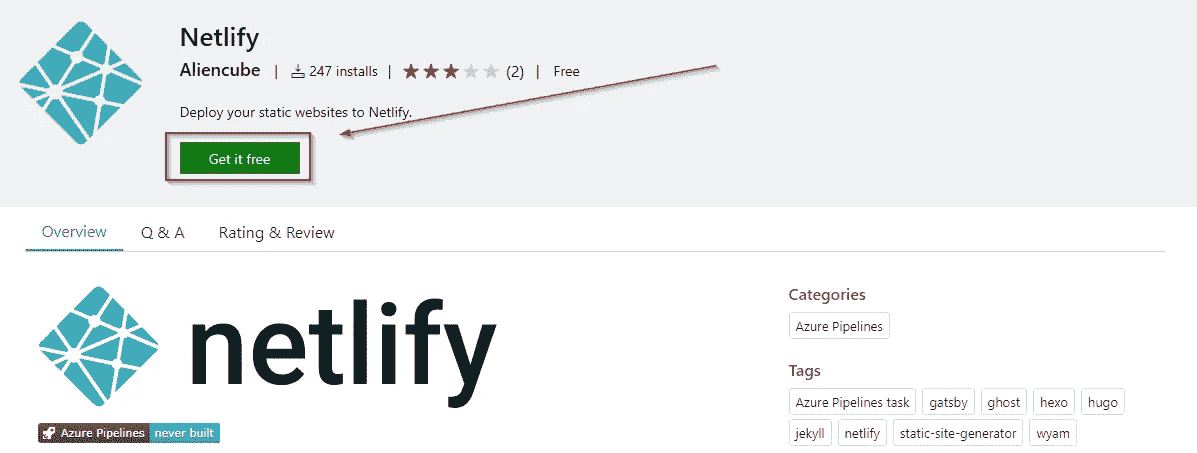 Netlify
Aliencube | 247 installs | (2) | Free
Deploy your static websites to Netlify.
Get it free
Overview Q & A Rating & Review
netlify
Azure Pipelines never built
Categories
Azure Pipelines
Tags
Azure Pipelines task gatsby ghost hexo hugo
jekyll netlify static-site-generator wyam